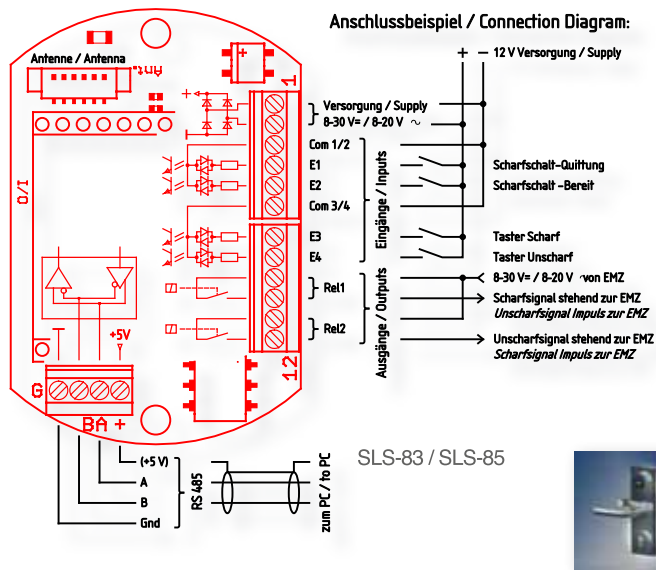 Anschlussbeispiel / Connection Diagram:
+ − 12 V Versorgung / Supply
Antenne / Antenna
Ant.
+
+
1
Versorgung / Supply
8-30 V= / 8-20 V ~
Com 1/2
E1
E2
Com 3/4
E3
E4
Rel1
Rel2
Eingänge / Inputs
Ausgänge / Outputs
Scharfschalt-Quittung
Scharfschalt -Bereit
Taster Scharf
Taster Unscharf
8-30 V= / 8-20 V ~von EMZ
Scharfsignal stehend zur EMZ
Unscharfsignal Impuls zur EMZ
Unscharfsignal stehend zur EMZ
Scharfsignal Impuls zur EMZ
O/I
+5V
12
G
BA +
(+5 V)
A
B
Gnd
RS 485
zum PC / to PC
SLS-83 / SLS-85